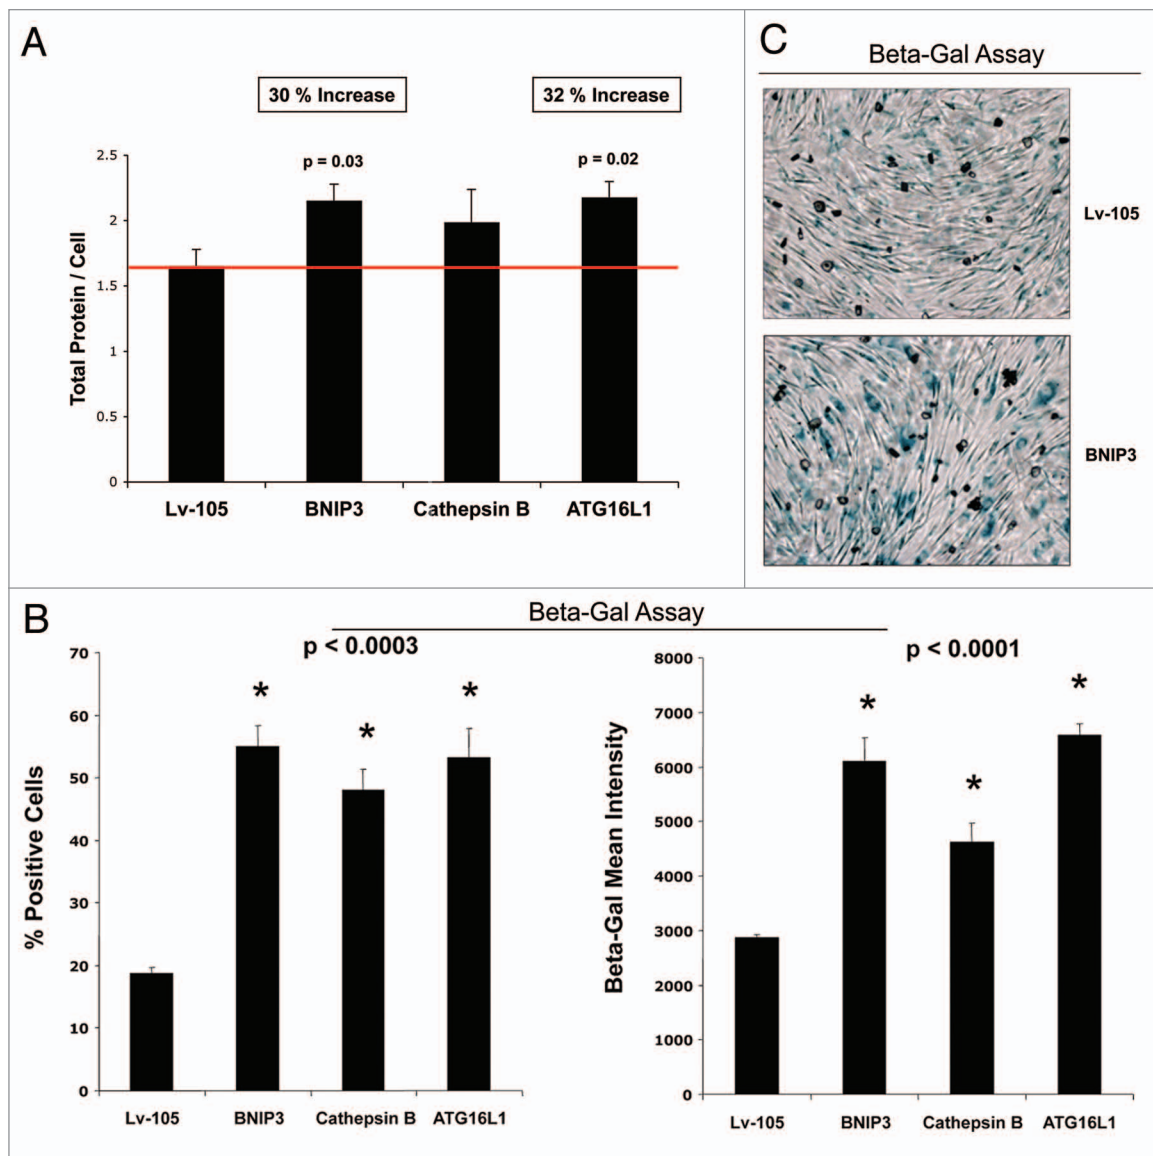 A
30 % Increase
32 % Increase
p = 0.03
p = 0.02
2.5
2
1.5
1
0.5
0
Total Protein / Cell
Lv-105 BNIP3 Cathepsin B ATG16L1
C
Beta-Gal Assay
Lv-105
BNIP3
B
Beta-Gal Assay
p < 0.0003
70
60
50
40
30
20
10
0
% Positive Cells
* * *
Lv-105 BNIP3 Cathepsin B ATG16L1
p < 0.0001
8000
7000
6000
5000
4000
3000
2000
1000
0
Beta-Gal Mean Intensity
* * *
Lv-105 BNIP3 Cathepsin B ATG16L1